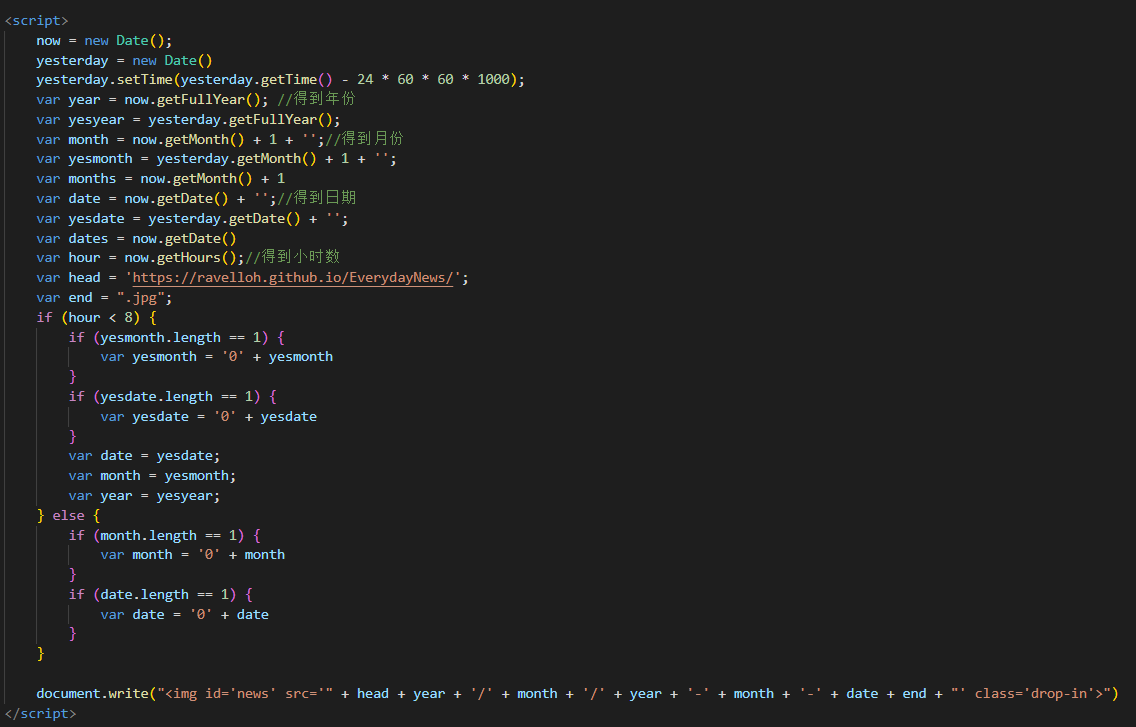 <script>
now = new Date();
yesterday = new Date()
yesterday.setTime(yesterday.getTime() - 24 * 60 * 60 * 1000);
var year = now.getFullYear(); //得到年份
var yesyear = yesterday.getFullYear();
var month = now.getMonth() + 1 + '';//得到月份
var yesmonth = yesterday.getMonth() + 1 + '';
var months = now.getMonth() + 1
var date = now.getDate() + '';//得到日期
var yesdate = yesterday.getDate() + '';
var dates = now.getDate()
var hour = now.getHours();//得到小时数
var head = 'https://ravelloh.github.io/EverydayNews/';
var end = ".jpg";
if (hour < 8) {
if (yesmonth.length == 1) {
var yesmonth = '0' + yesmonth
}
if (yesdate.length == 1) {
var yesdate = '0' + yesdate
}
var date = yesdate;
var month = yesmonth;
var year = yesyear;
} else {
if (month.length == 1) {
var month = '0' + month
}
if (date.length == 1) {
var date = '0' + date
}
}
document.write("<img id='news' src='" + head + year + '/' + month + '/' + year + '-' + month + '-' + date + end + "' class='drop-in'>")
</script>